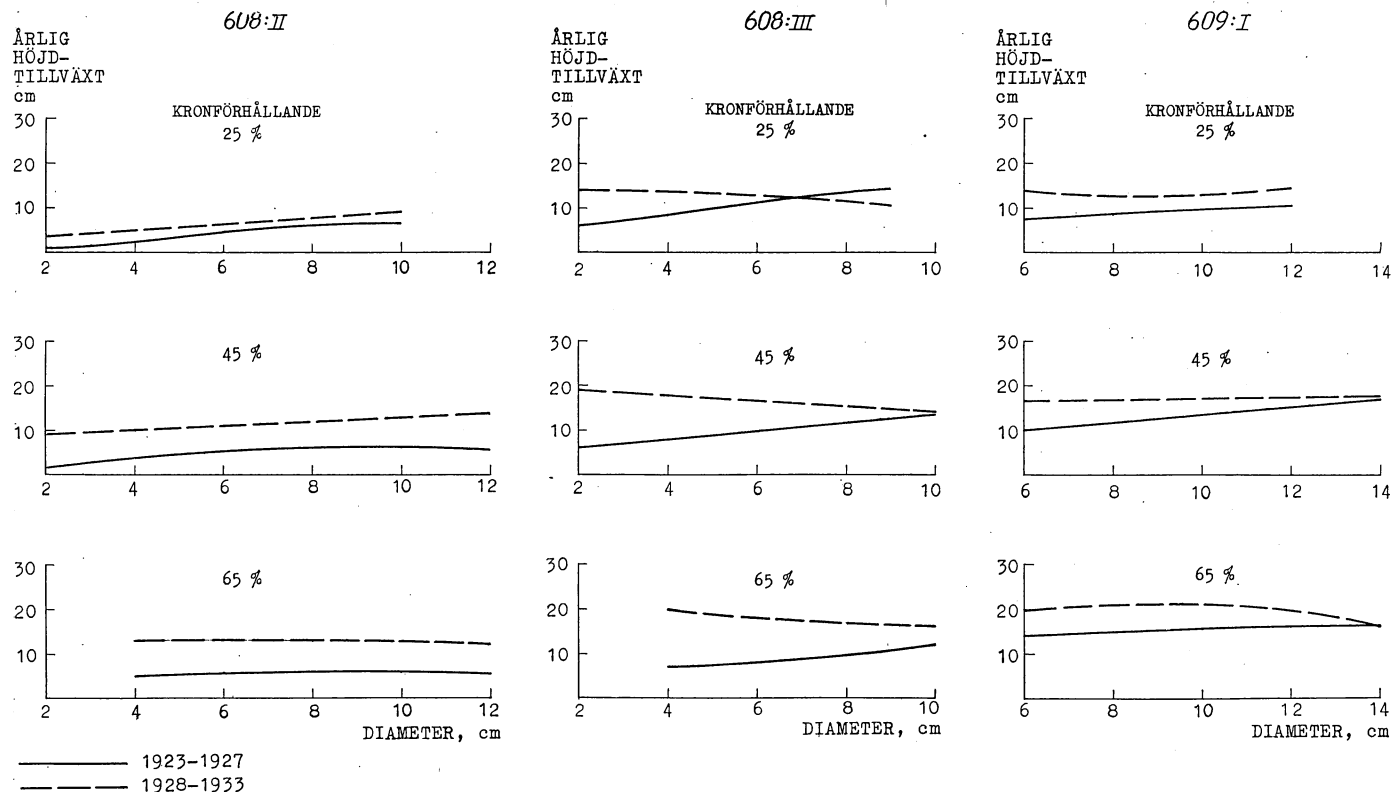 608:II
ÅRLIG
HÖJD-
TILLVÄXT
cm
KRONFÖRHÅLLANDE
25 %
30
20
10
2 4 6 8 10 12
45 %
30
20
10
2 4 6 8 10 12
65 %
30
20
10
2 4 6 8 10 12
DIAMETER, cm
608:III
ÅRLIG
HÖJD-
TILLVÄXT
cm
KRONFÖRHÅLLANDE
25 %
30
20
10
2 4 6 8 10
45 %
30
20
10
2 4 6 8 10
65 %
30
20
10
2 4 6 8 10
DIAMETER, cm
609:I
ÅRLIG
HÖJD-
TILLVÄXT
cm
KRONFÖRHÅLLANDE
25 %
30
20
10
6 8 10 12 14
45 %
30
20
10
6 8 10 12 14
65 %
30
20
10
6 8 10 12 14
DIAMETER, cm
1923-1927
1928-1933